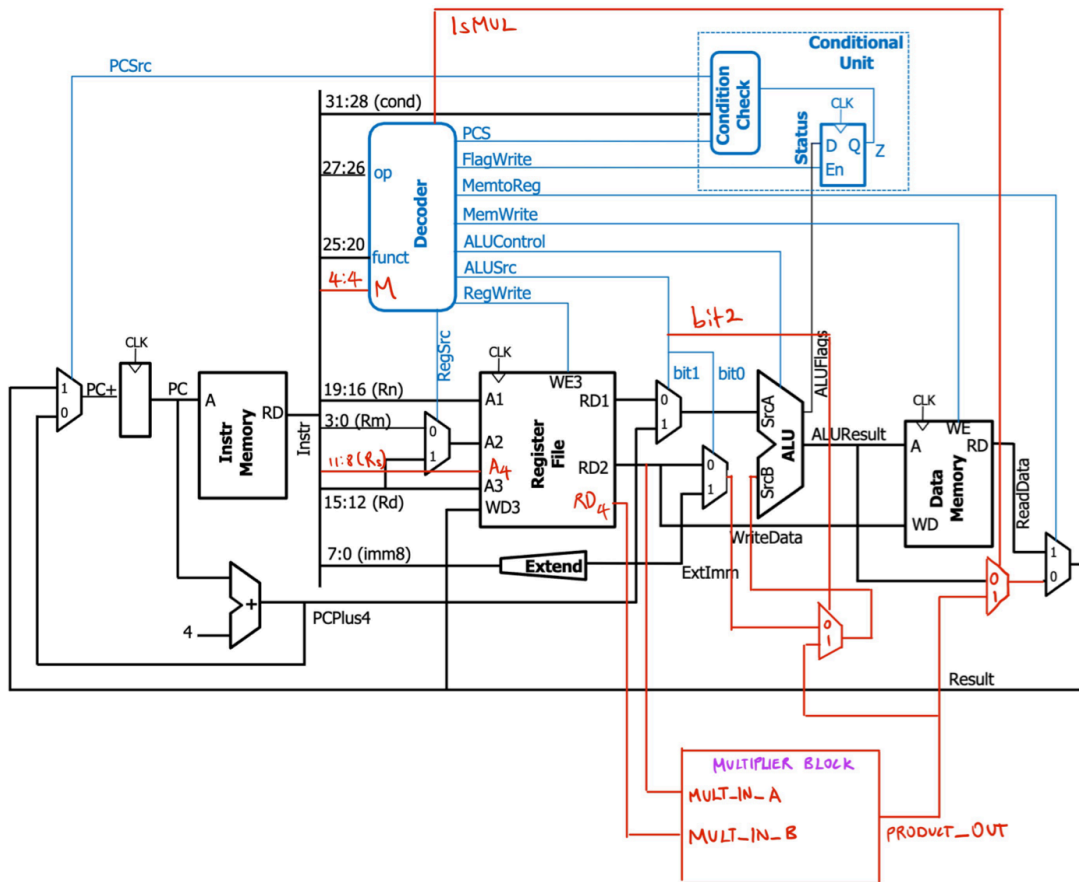 IsMUL
Conditional
Unit
PCSrc
Condition
Check
CLK
Status
D Q
En
Z
31:28 (cond)
PCS
FlagWrite
27:26
op
MemtoReg
Decoder
MemWrite
25:20
funct
ALUControl
4:4
M
ALUSrc
RegWrite
bit2
RegSrc
ALUFlags
CLK
1
0
PC+
PC
A
RD
Instr
Memory
Instr
19:16 (Rn)
3:0 (Rm)
11:8 (Rs)
15:12 (Rd)
0
1
CLK
WE3
A1
RD1
A2
A4
A3
WD3
Register
File
RD2
RD4
0
1
bit1
bit0
0
1
SrcA
SrcB
ALU
ALUResult
CLK
WE
A
RD
Data
Memory
WD
ReadData
WriteData
1
0
0
1
7:0 (imm8)
Extend
ExtImm
0
1
4
+
PCPlus4
Result
MULTIPLIER BLOCK
MULT_IN_A
MULT_IN_B
PRODUCT_OUT